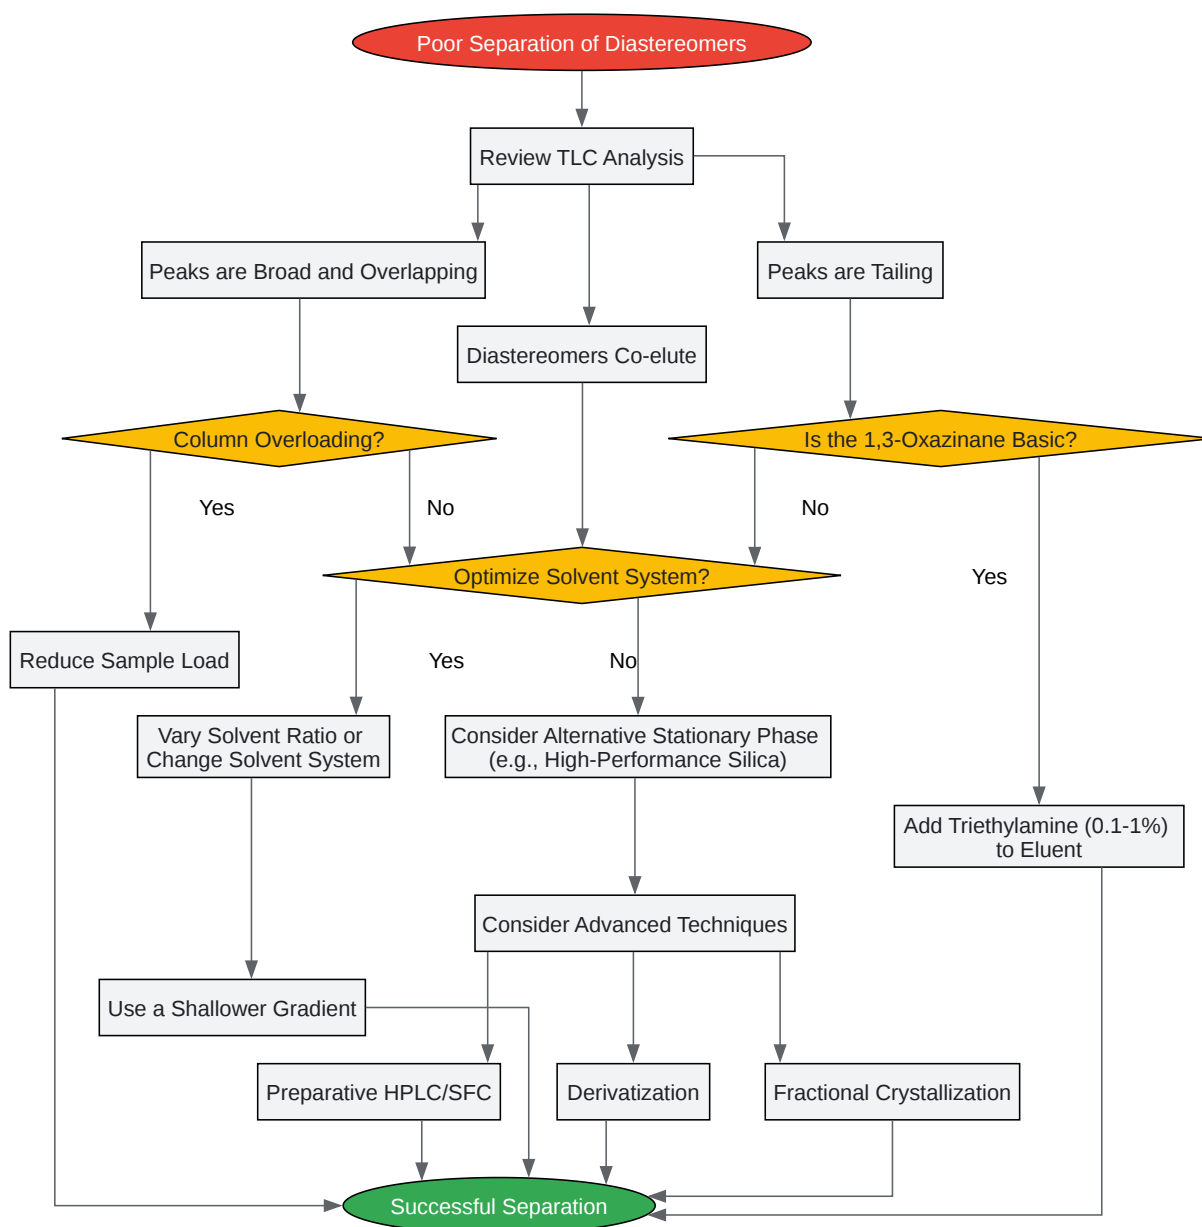 Poor Separation of Diastereomers
Review TLC Analysis
Peaks are Broad and Overlapping
Peaks are Tailing
Diastereomers Co-elute
Column Overloading?
Is the 1,3-Oxazinane Basic?
Yes
No
No
Optimize Solvent System?
Yes
Reduce Sample Load
Yes
No
Vary Solvent Ratio or
Change Solvent System
Consider Alternative Stationary Phase
(e.g., High-Performance Silica)
Add Triethylamine (0.1-1%)
to Eluent
Consider Advanced Techniques
Use a Shallower Gradient
Preparative HPLC/SFC
Derivatization
Fractional Crystallization
Successful Separation